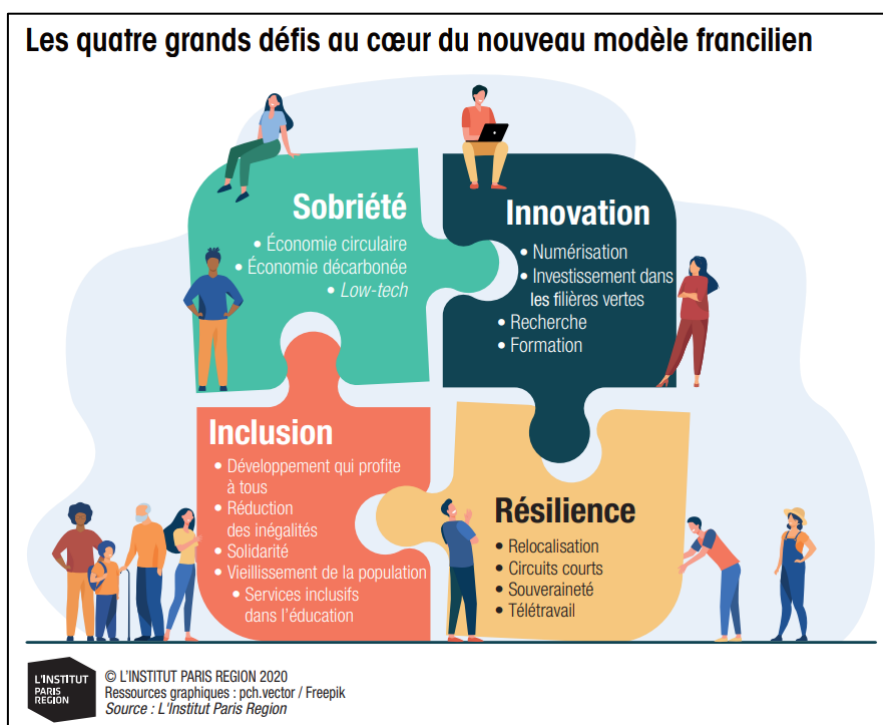 Les quatre grands défis au cœur du nouveau modèle francilien
Sobriété
• Économie circulaire
• Économie décarbonée
• Low-tech
Innovation
• Numérisation
• Investissement dans
les filières vertes
• Recherche
• Formation
Inclusion
• Développement qui profite
à tous
• Réduction
des inégalités
• Solidarité
• Vieillissement de la population
• Services inclusifs
dans l'éducation
Résilience
• Relocalisation
• Circuits courts
• Souveraineté
• Télétravail
L'INSTITUT
PARIS
REGION
© L'INSTITUT PARIS REGION 2020
Ressources graphiques : pch.vector / Freepik
Source : L'Institut Paris Region